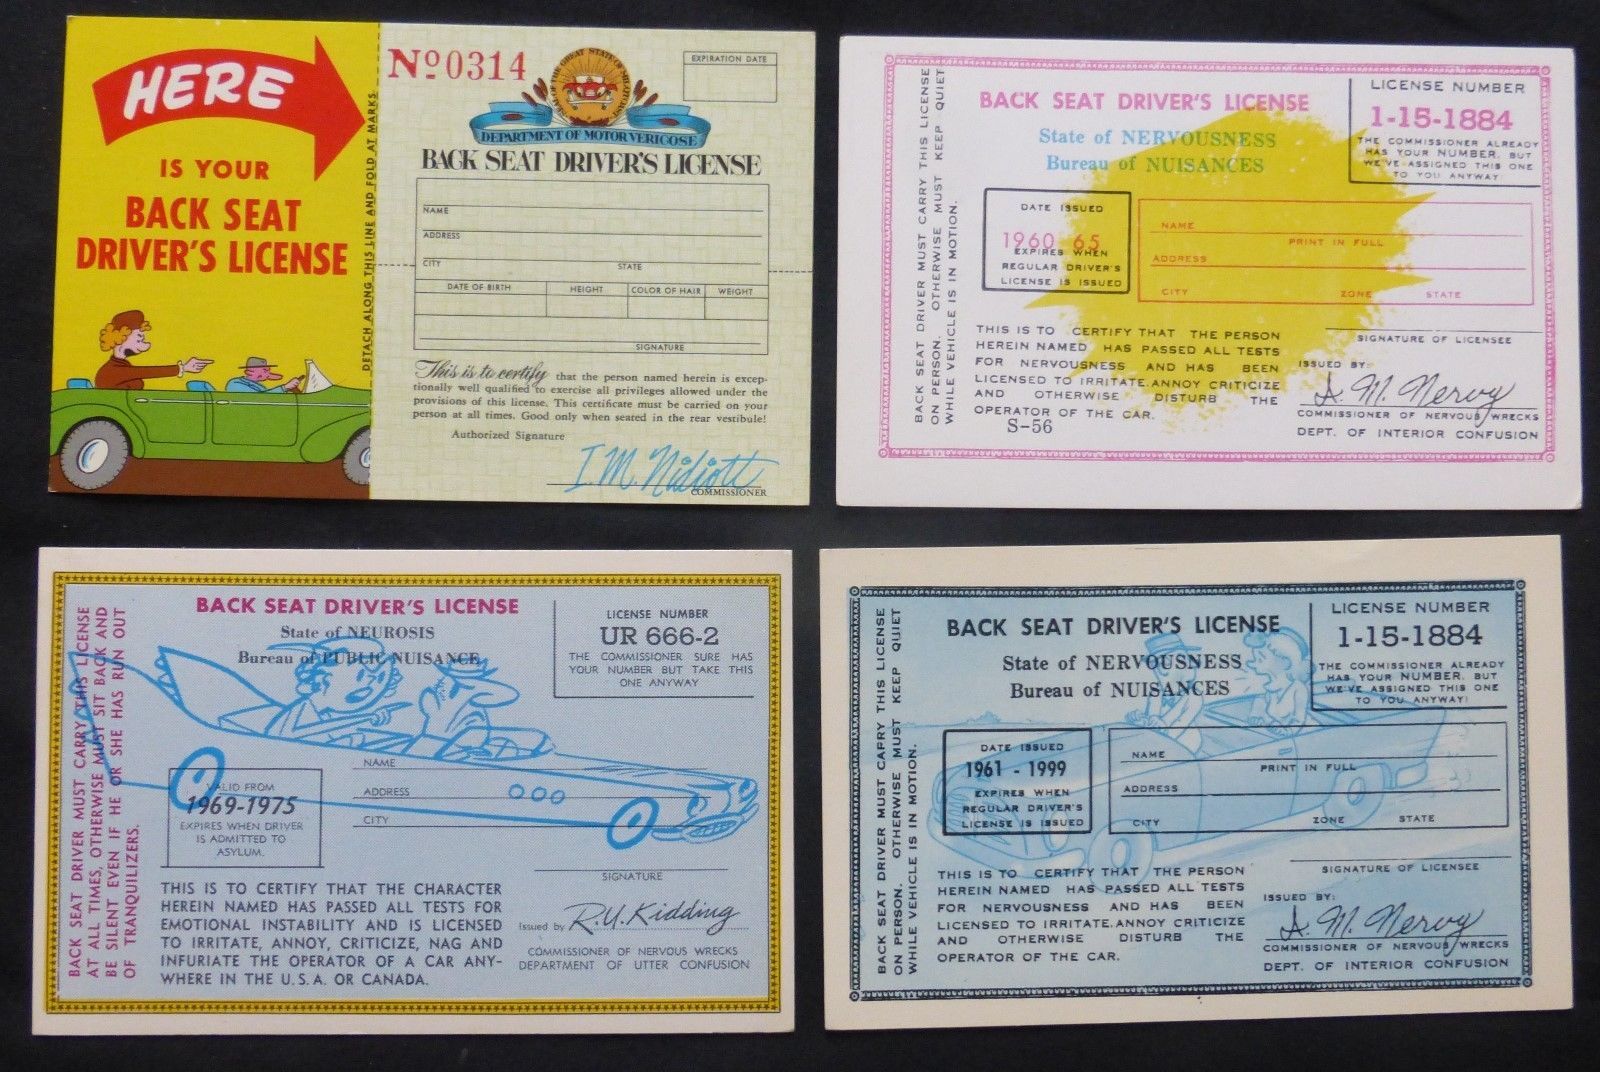 HERE
IS YOUR
BACK SEAT
DRIVER'S LICENSE
DETACH ALONG THIS LINE AND FOLD AT MARKS
Nº 0314
EXPIRATION DATE
DEPARTMENT OF MOTOR VERICOSE
BACK SEAT DRIVER'S LICENSE
NAME
ADDRESS
CITY STATE
DATE OF BIRTH HEIGHT COLOR OF HAIR WEIGHT
SIGNATURE
This is to certify that the person named herein is excep-
tionally well qualified to exercise all privileges allowed under the
provisions of this license. This certificate must be carried on your
person at all times. Good only when seated in the rear vestibule!
Authorized Signature
I.M. Nidiott
COMMISSIONER
BACK SEAT DRIVER MUST CARRY THIS LICENSE
ON PERSON. OTHERWISE MUST KEEP QUIET
WHILE VEHICLE IS IN MOTION.
BACK SEAT DRIVER'S LICENSE
State of NERVOUSNESS
Bureau of NUISANCES
LICENSE NUMBER
1-15-1884
THE COMMISSIONER ALREADY
HAS YOUR NUMBER, BUT
WE'VE ASSIGNED THIS ONE
TO YOU ANYWAY!
DATE ISSUED
1960 65
EXPIRES WHEN
REGULAR DRIVER'S
LICENSE IS ISSUED
NAME
PRINT IN FULL
ADDRESS
CITY ZONE STATE
SIGNATURE OF LICENSEE
THIS IS TO CERTIFY THAT THE PERSON
HEREIN NAMED HAS PASSED ALL TESTS
FOR NERVOUSNESS AND HAS BEEN
LICENSED TO IRRITATE. ANNOY CRITICIZE
AND OTHERWISE DISTURB THE
OPERATOR OF THE CAR.
S-56
ISSUED BY:
A. M. Nervy
COMMISSIONER OF NERVOUS WRECKS
DEPT. OF INTERIOR CONFUSION
BACK SEAT DRIVER MUST CARRY THIS LICENSE
AT ALL TIMES, OTHERWISE MUST SIT BACK AND
BE SILENT EVEN IF HE OR SHE HAS RUN OUT
OF TRANQUILIZERS.
BACK SEAT DRIVER'S LICENSE
State of NEUROSIS
Bureau of PUBLIC NUISANCE
LICENSE NUMBER
UR 666-2
THE COMMISSIONER SURE HAS
YOUR NUMBER BUT TAKE THIS
ONE ANYWAY
VALID FROM
1969-1975
EXPIRES WHEN DRIVER
IS ADMITTED TO
ASYLUM.
NAME
ADDRESS
CITY
SIGNATURE
THIS IS TO CERTIFY THAT THE CHARACTER
HEREIN NAMED HAS PASSED ALL TESTS FOR
EMOTIONAL INSTABILITY AND IS LICENSED
TO IRRITATE, ANNOY, CRITICIZE, NAG AND
INFURIATE THE OPERATOR OF A CAR ANY-
WHERE IN THE U.S.A. OR CANADA.
Issued by R.U. Kidding
COMMISSIONER OF NERVOUS WRECKS
DEPARTMENT OF UTTER CONFUSION
BACK SEAT DRIVER MUST CARRY THIS LICENSE
ON PERSON. OTHERWISE MUST KEEP QUIET
WHILE VEHICLE IS IN MOTION.
BACK SEAT DRIVER'S LICENSE
State of NERVOUSNESS
Bureau of NUISANCES
LICENSE NUMBER
1-15-1884
THE COMMISSIONER ALREADY
HAS YOUR NUMBER, BUT
WE'VE ASSIGNED THIS ONE
TO YOU ANYWAY!
DATE ISSUED
1961 - 1999
EXPIRES WHEN
REGULAR DRIVER'S
LICENSE IS ISSUED
NAME
PRINT IN FULL
ADDRESS
CITY ZONE STATE
SIGNATURE OF LICENSEE
THIS IS TO CERTIFY THAT THE PERSON
HEREIN NAMED HAS PASSED ALL TESTS
FOR NERVOUSNESS AND HAS BEEN
LICENSED TO IRRITATE. ANNOY CRITICIZE
AND OTHERWISE DISTURB THE
OPERATOR OF THE CAR.
ISSUED BY:
A. M. Nervy
COMMISSIONER OF NERVOUS WRECKS
DEPT. OF INTERIOR CONFUSION